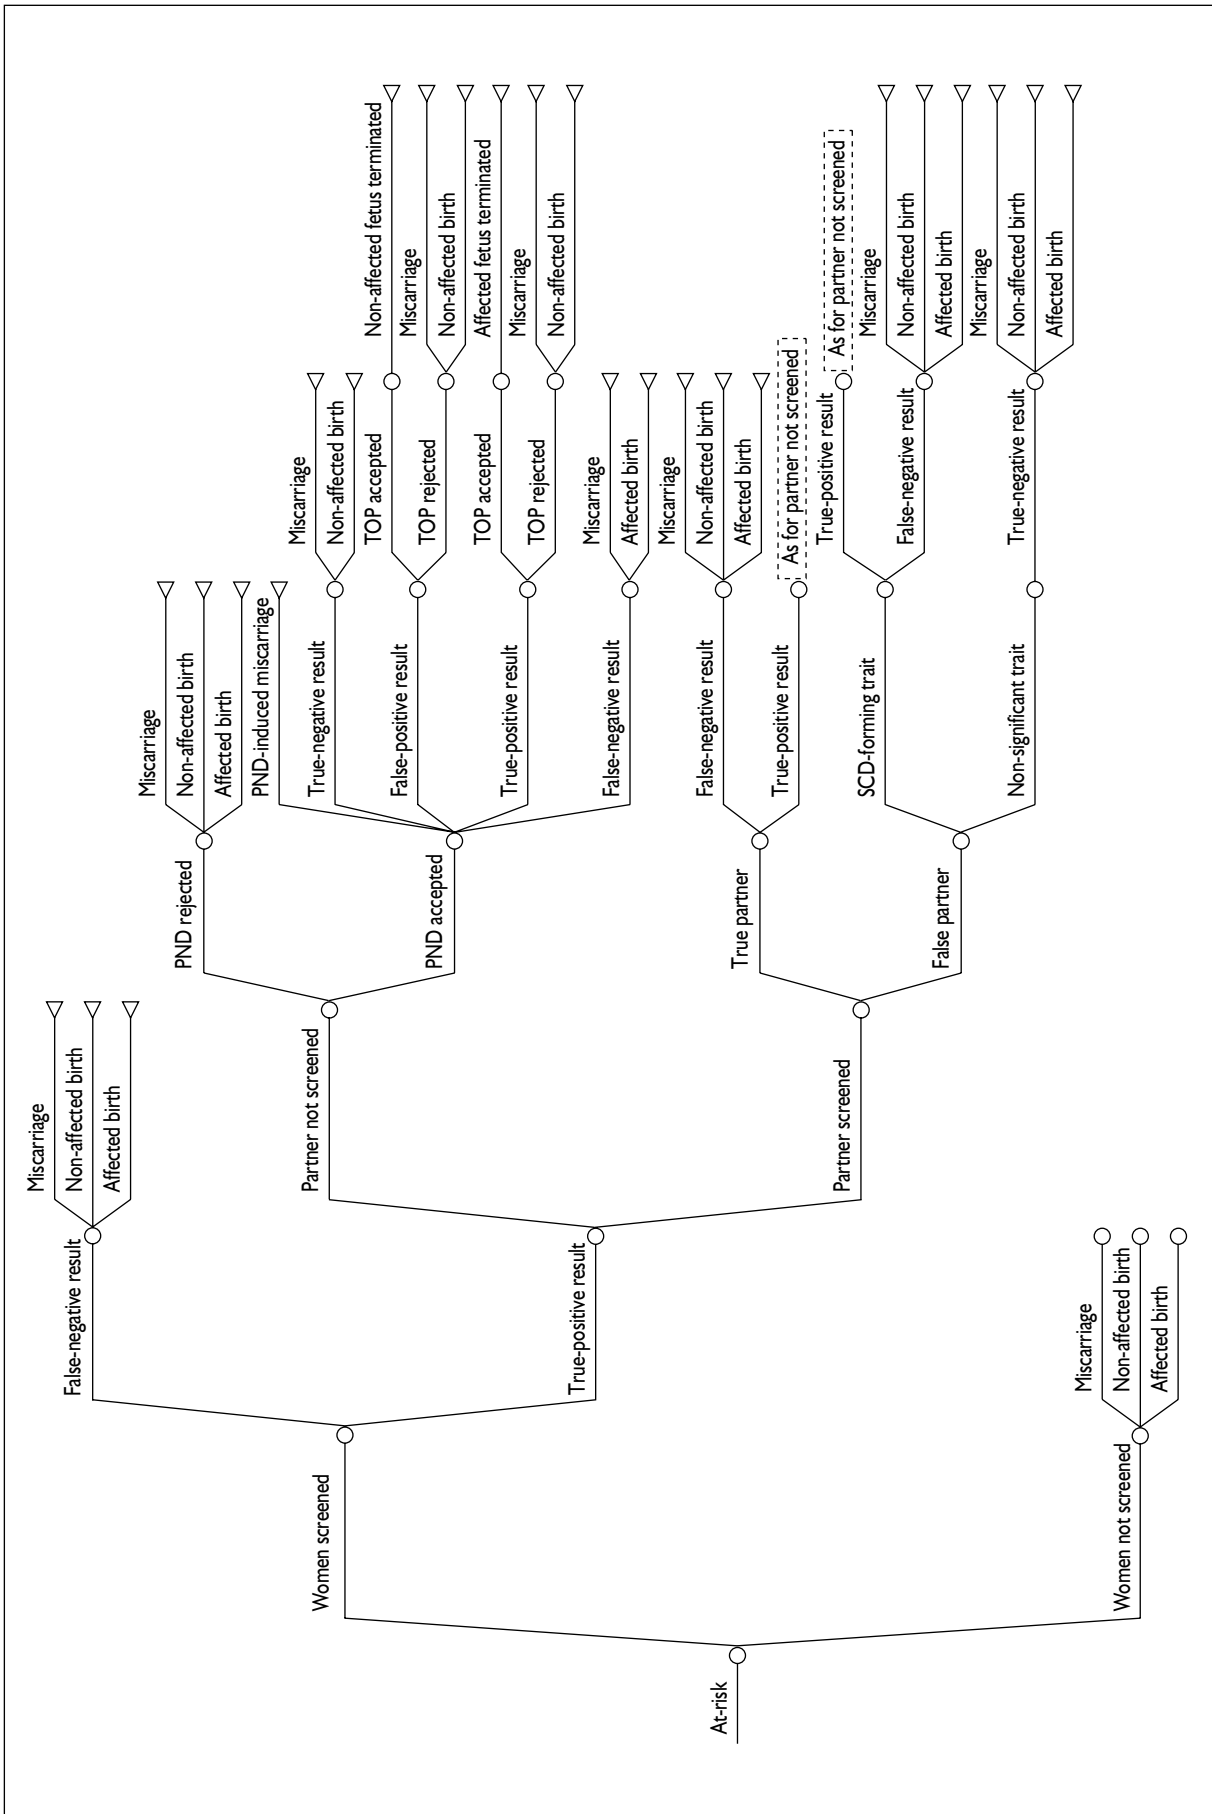 At-risk
Women screened
False-negative result
Miscarriage
Non-affected birth
Affected birth
True-positive result
Partner not screened
PND rejected
Miscarriage
Non-affected birth
Affected birth
PND accepted
PND-induced miscarriage
True-negative result
Miscarriage
Non-affected birth
False-positive result
TOP accepted
Non-affected fetus terminated
TOP rejected
Miscarriage
Non-affected birth
True-positive result
TOP accepted
Affected fetus terminated
TOP rejected
Miscarriage
Non-affected birth
False-negative result
Miscarriage
Affected birth
Partner screened
True partner
False-negative result
Miscarriage
Non-affected birth
Affected birth
True-positive result
As for partner not screened
False partner
SCD-forming trait
True-positive result
As for partner not screened
False-negative result
Miscarriage
Non-affected birth
Affected birth
Non-significant trait
True-negative result
Miscarriage
Non-affected birth
Affected birth
Women not screened
Miscarriage
Non-affected birth
Affected birth